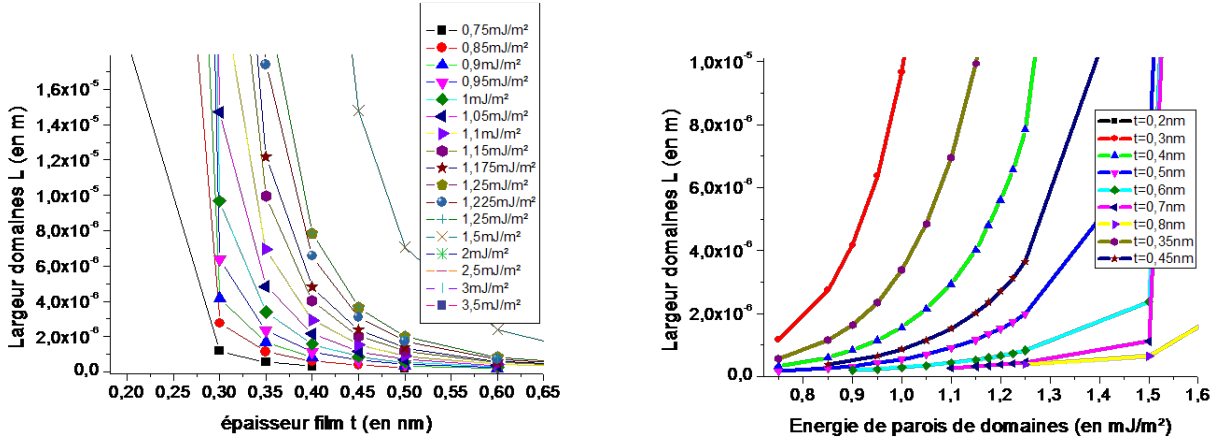 Largeur domaines L (en m)
1,6x10⁻⁵
1,4x10⁻⁵
1,2x10⁻⁵
1,0x10⁻⁵
8,0x10⁻⁶
6,0x10⁻⁶
4,0x10⁻⁶
2,0x10⁻⁶
0,0
0,20 0,25 0,30 0,35 0,40 0,45 0,50 0,55 0,60 0,65
épaisseur film t (en nm)
0,75mJ/m²
0,85mJ/m²
0,9mJ/m²
0,95mJ/m²
1mJ/m²
1,05mJ/m²
1,1mJ/m²
1,15mJ/m²
1,175mJ/m²
1,25mJ/m²
1,225mJ/m²
1,25mJ/m²
1,5mJ/m²
2mJ/m²
2,5mJ/m²
3mJ/m²
3,5mJ/m²
Largeur domaines L (en m)
1,0x10⁻⁵
8,0x10⁻⁶
6,0x10⁻⁶
4,0x10⁻⁶
2,0x10⁻⁶
0,0
0,8 0,9 1,0 1,1 1,2 1,3 1,4 1,5 1,6
Energie de parois de domaines (en mJ/m²)
t=0,2nm
t=0,3nm
t=0,4nm
t=0,5nm
t=0,6nm
t=0,7nm
t=0,8nm
t=0,35nm
t=0,45nm